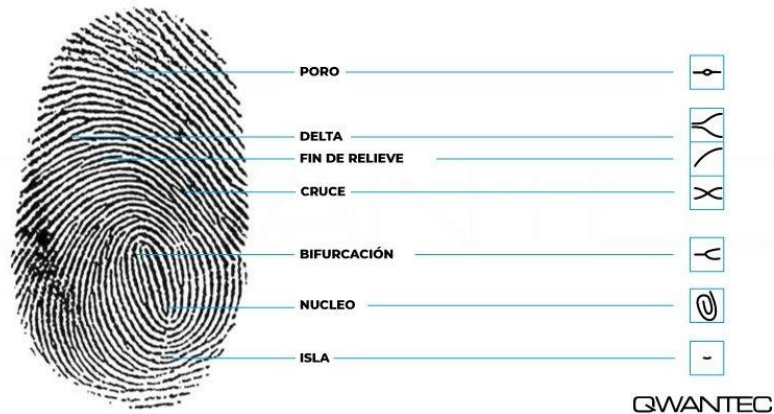 PORO
DELTA
FIN DE RELIEVE
CRUCE
BIFURCACIÓN
NUCLEO
ISLA
QWANTEC